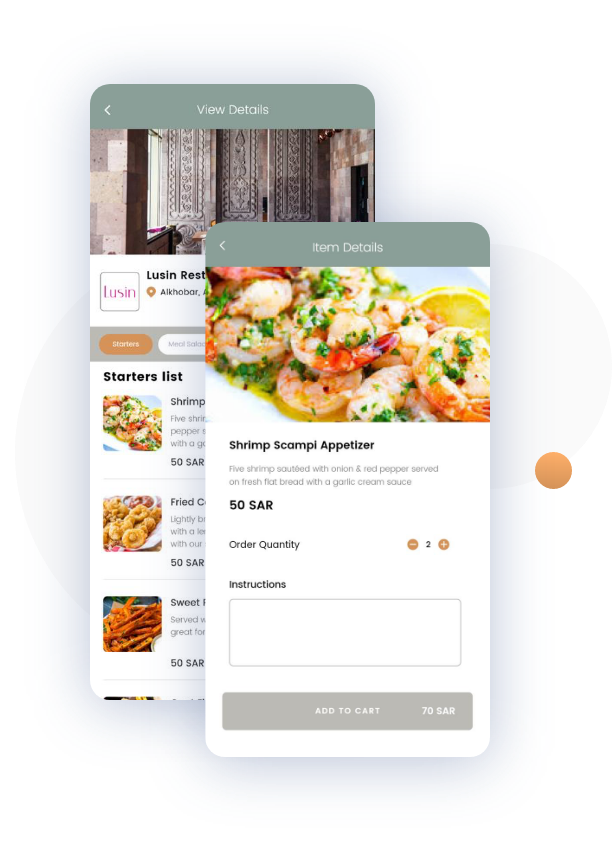 View Details
Lusin
Lusin Rest
Alkhobar,
Starters
Meal Salad
Starters list
Shrimp
Five shrim
pepper s
with a ga
50 SAR
Fried C
Lightly br
with a le
with our
50 SAR
Sweet
Served w
great for
50 SAR
Item Details
Shrimp Scampi Appetizer
Five shrimp sautéed with onion & red pepper served
on fresh flat bread with a garlic cream sauce
50 SAR
Order Quantity
2
Instructions
ADD TO CART 70 SAR